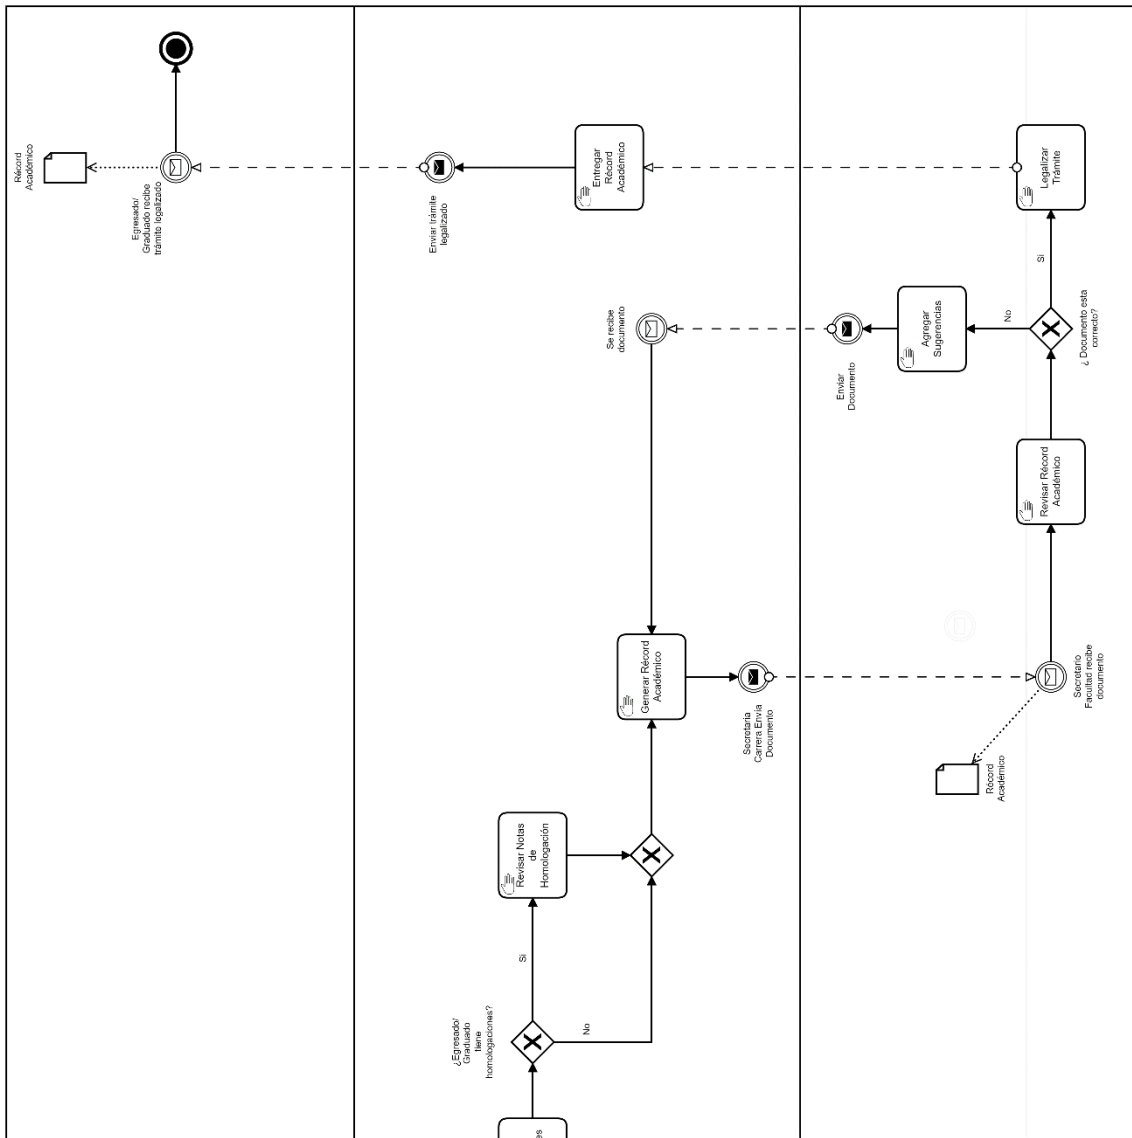 Récord
Académico
Egresado/
Graduado recibe
trámite legalizado
Enviar trámite
legalizado
Entregar
Récord
Académico
Legalizar
Trámite
Si
Se recibe
documento
Enviar
Documento
Agregar
Sugerencias
No
¿ Documento esta
correcto?
Revisar Récord
Académico
Generar Récord
Académico
Secretaria
Carrera Envía
Documento
Secretario
Facultad recibe
documento
Récord
Académico
Revisar Notas
de
Homologación
Si
¿Egresado/
Graduado
tiene
homologaciones?
No
es